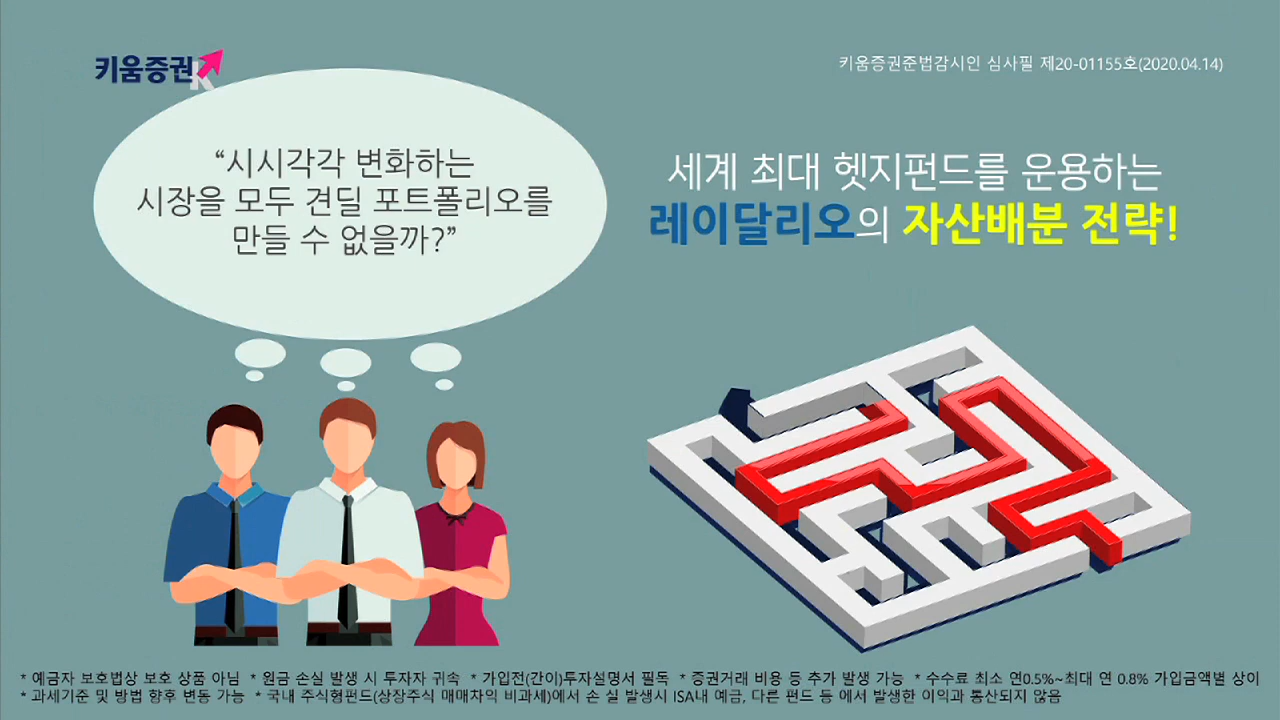 키움증권
키움증권준법감시인 심사필 제20-01155호(2020.04.14)
“시시각각 변화하는
시장을 모두 견딜 포트폴리오를
만들 수 없을까?”
세계 최대 헷지펀드를 운용하는
레이달리오의 자산배분 전략!
* 예금자 보호법상 보호 상품 아님 * 원금 손실 발생 시 투자자 귀속 * 가입전(간이)투자설명서 필독 * 증권거래 비용 등 추가 발생 가능 * 수수료 최소 연0.5%~최대 연 0.8% 가입금액별 상이
* 과세기준 및 방법 향후 변동 가능 * 국내 주식형펀드(상장주식 매매차익 비과세)에서 손 실 발생시 ISA내 예금, 다른 펀드 등 에서 발생한 이익과 통산되지 않음